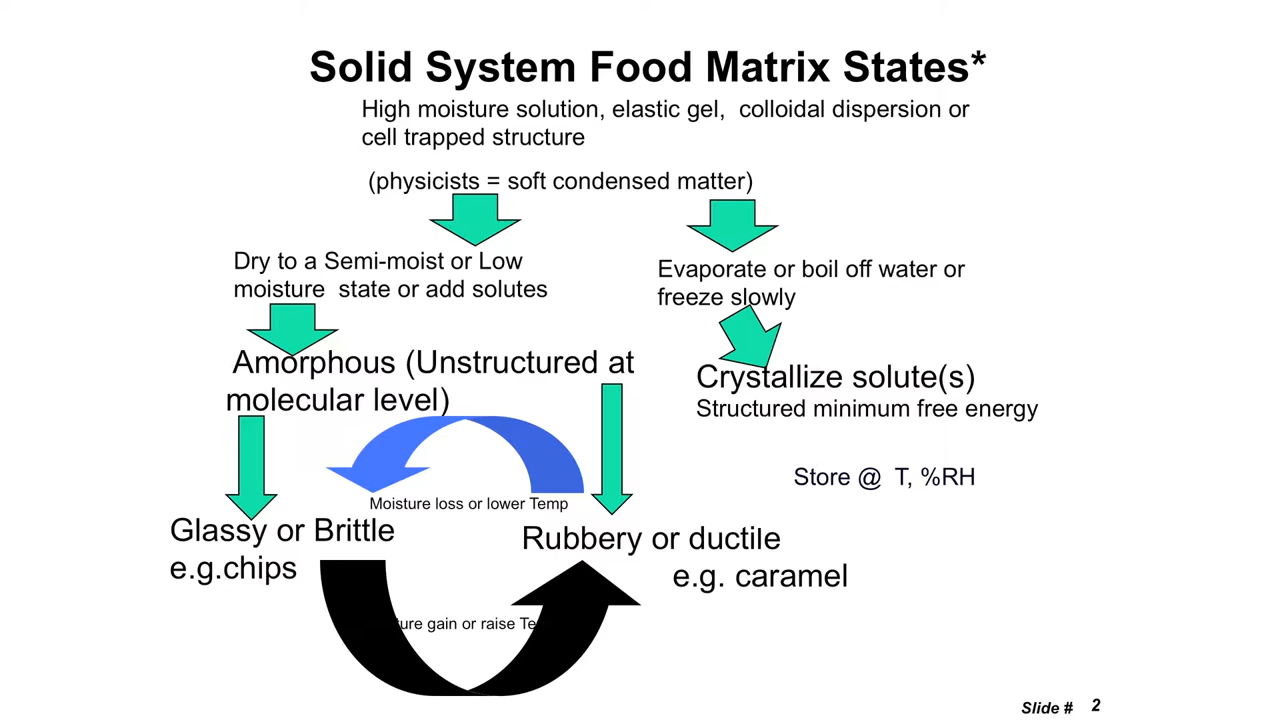 Solid System Food Matrix States*
High moisture solution, elastic gel, colloidal dispersion or
cell trapped structure
(physicists = soft condensed matter)
Dry to a Semi-moist or Low
moisture state or add solutes
Evaporate or boil off water or
freeze slowly
Amorphous (Unstructured at
molecular level)
Crystallize solute(s)
Structured minimum free energy
Store @ T, %RH
Moisture loss or lower Temp
Glassy or Brittle
e.g.chips
Rubbery or ductile
e.g. caramel
gain or raise
Slide # 2